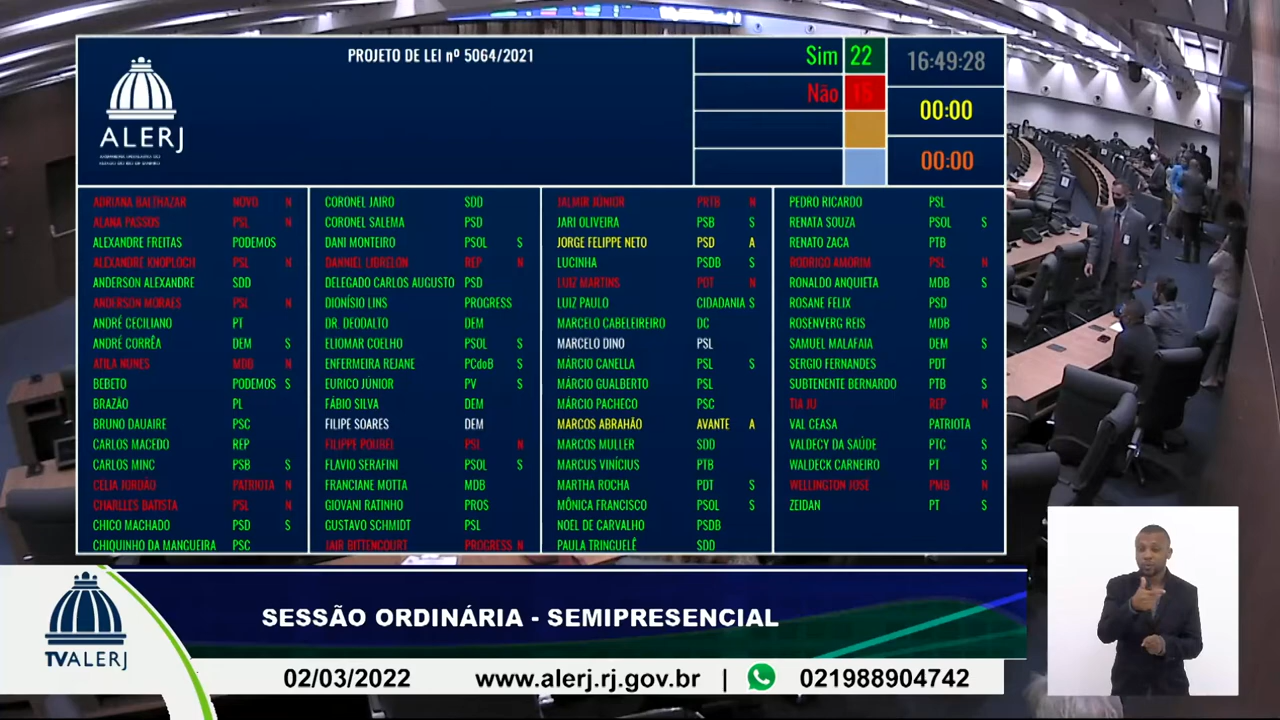 ALERJ
PROJETO DE LEI nº 5064/2021
Sim 22
Não 15
16:49:28
00:00
00:00
ADRIANA BALTHAZAR NOVO N
ALANA PASSOS PSL N
ALEXANDRE FREITAS PODEMOS
ALEXANDRE KNOPLOCH PSL N
ANDERSON ALEXANDRE SDD
ANDERSON MORAES PSL N
ANDRÉ CECILIANO PT
ANDRÉ CORRÊA DEM S
ATILA NUNES MDB N
BEBETO PODEMOS S
BRAZÃO PL
BRUNO DAUAIRE PSC
CARLOS MACEDO REP
CARLOS MINC PSB S
CELIA JORDÃO PATRIOTA N
CHARLLES BATISTA PSL N
CHICO MACHADO PSD S
CHIQUINHO DA MANGUEIRA PSC
CORONEL JAIRO SDD
CORONEL SALEMA PSD
DANI MONTEIRO PSOL S
DANNIEL LIBRELON REP N
DELEGADO CARLOS AUGUSTO PSD
DIONÍSIO LINS PROGRESS
DR. DEODALTO DEM
ELIOMAR COELHO PSOL S
ENFERMEIRA REJANE PCdoB S
EURICO JÚNIOR PV S
FÁBIO SILVA DEM
FILIPE SOARES DEM
FILIPPE POUBEL PSL N
FLAVIO SERAFINI PSOL S
FRANCIANE MOTTA MDB
GIOVANI RATINHO PROS
GUSTAVO SCHMIDT PSL
JAIR BITTENCOURT PROGRESS N
JALMIR JÚNIOR PRTB N
JARI OLIVEIRA PSB S
JORGE FELIPPE NETO PSD A
LUCINHA PSDB S
LUIZ MARTINS PDT N
LUIZ PAULO CIDADANIA S
MARCELO CABELEIREIRO DC
MARCELO DINO PSL
MÁRCIO CANELLA PSL S
MÁRCIO GUALBERTO PSL
MÁRCIO PACHECO PSC
MARCOS ABRAHÃO AVANTE A
MARCOS MULLER SDD
MARCUS VINÍCIUS PTB
MARTHA ROCHA PDT S
MÔNICA FRANCISCO PSOL S
NOEL DE CARVALHO PSDB
PAULA TRINGUELÊ SDD
PEDRO RICARDO PSL
RENATA SOUZA PSOL S
RENATO ZACA PTB
RODRIGO AMORIM PSL N
RONALDO ANQUIETA MDB S
ROSANE FELIX PSD
ROSENVERG REIS MDB
SAMUEL MALAFAIA DEM S
SERGIO FERNANDES PDT
SUBTENENTE BERNARDO PTB S
TIA JU REP N
VAL CEASA PATRIOTA
VALDECY DA SAÚDE PTC S
WALDECK CARNEIRO PT S
WELLINGTON JOSÉ PMB N
ZEIDAN PT S
TVALERJ
SESSÃO ORDINÁRIA - SEMIPRESENCIAL
02/03/2022 www.alerj.rj.gov.br | 021988904742